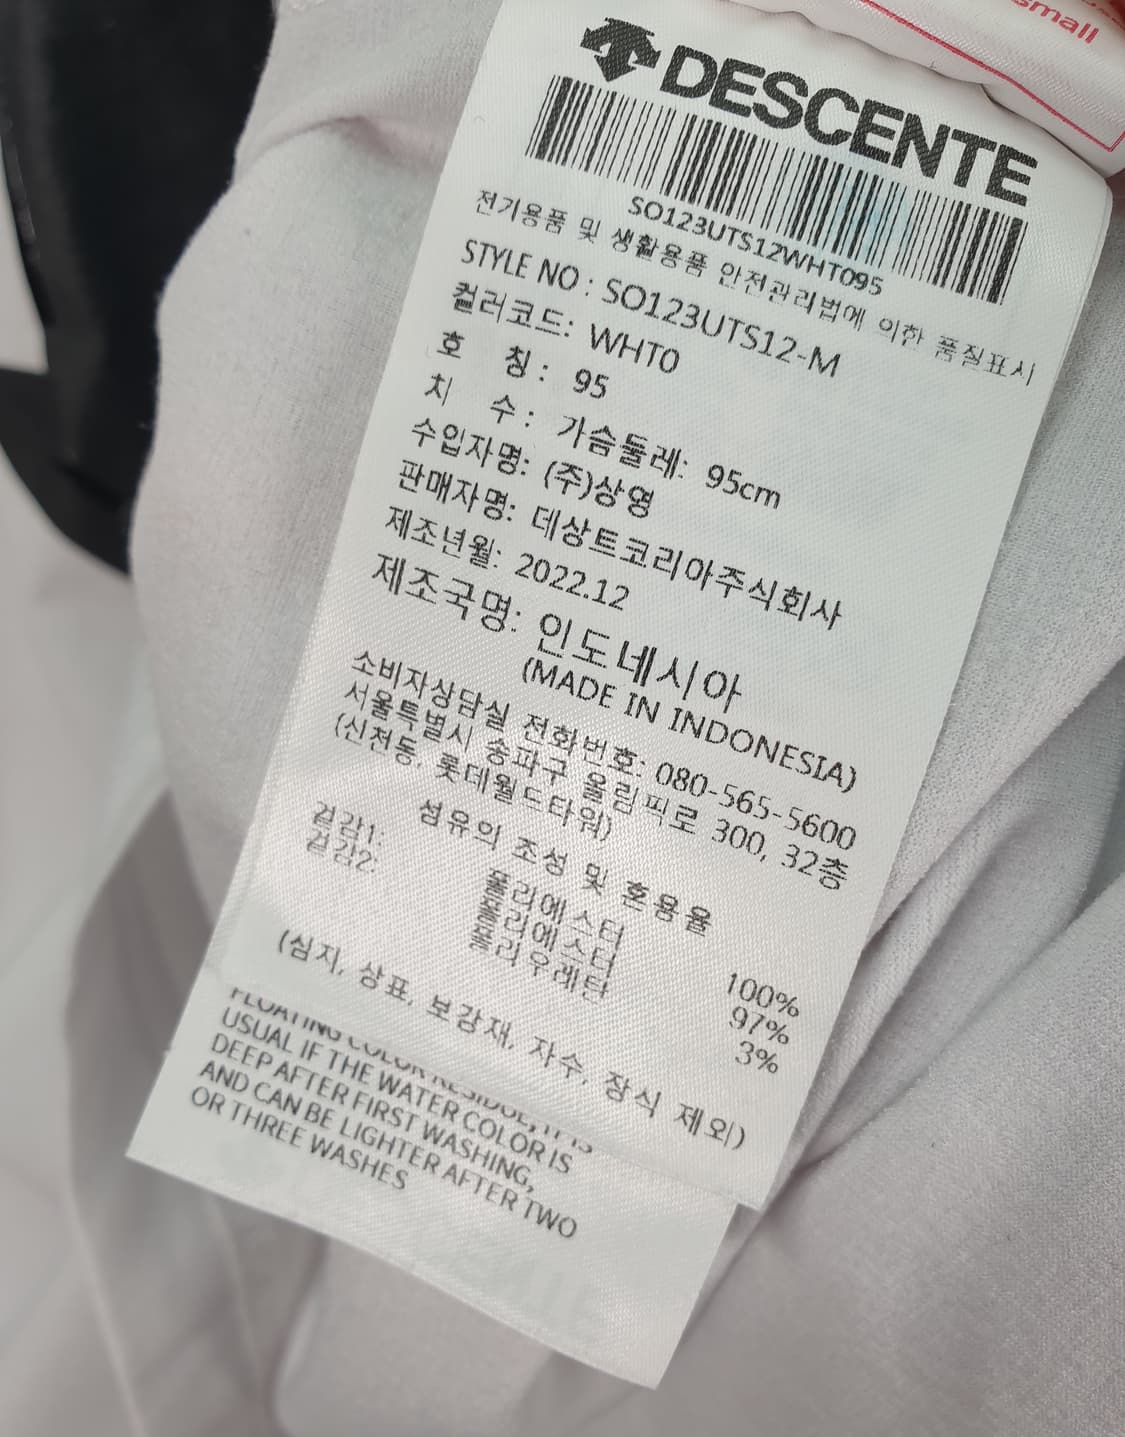 small
DESCENTE
SO123UTS12WHT095
전기용품 및 생활용품 안전관리법에 의한 품질표시
STYLE NO : SO123UTS12-M
컬러코드: WHT0
호 칭: 95
치 수: 가슴둘레: 95cm
수입자명: (주)상영
판매자명: 데상트코리아주식회사
제조년월: 2022.12
제조국명: 인도네시아
(MADE IN INDONESIA)
소비자상담실 전화번호: 080-565-5600
서울특별시 송파구 올림픽로 300, 32층
(신천동, 롯데월드타워)
섬유의 조성 및 혼용율
겉감1: 폴리에스터 100%
겉감2: 폴리에스터 97%
폴리우레탄 3%
(심지, 상표, 보강재, 자수, 장식 제외)
FLOATING COLOR RESIDUE, IT IS
USUAL IF THE WATER COLOR IS
DEEP AFTER FIRST WASHING,
AND CAN BE LIGHTER AFTER TWO
OR THREE WASHES